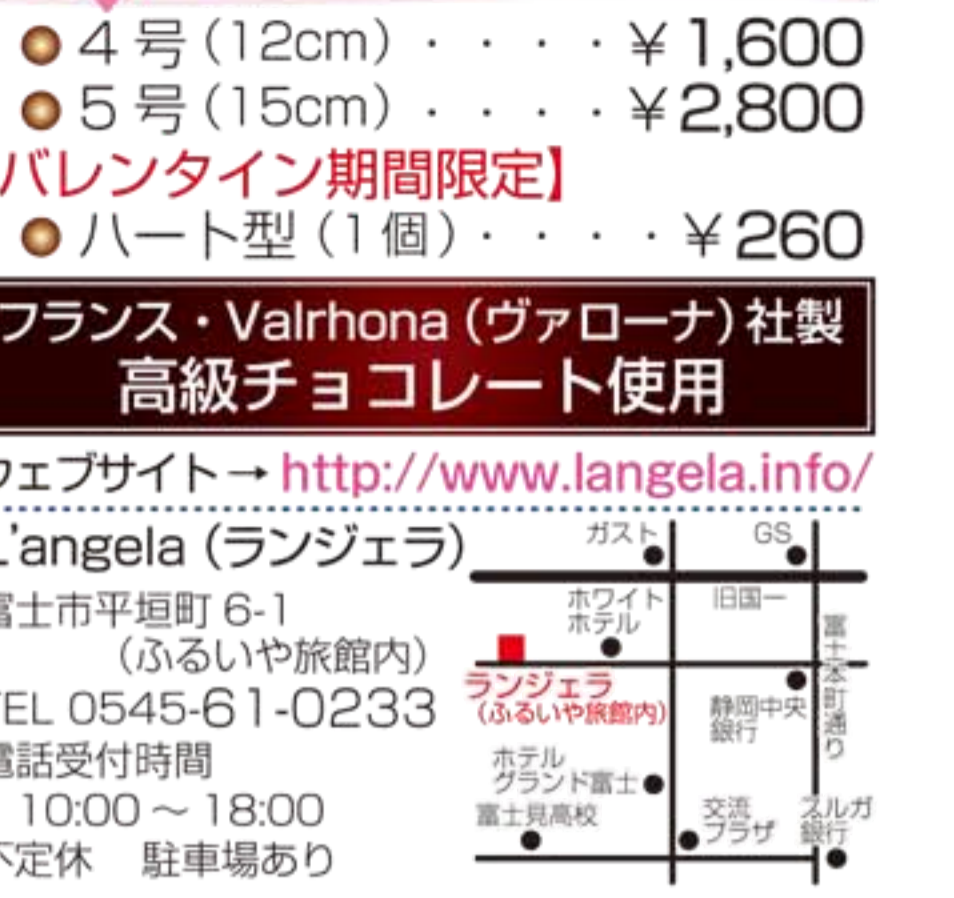 4号(12cm)・・・・¥1,600
5号(15cm)・・・・¥2,800
バレンタイン期間限定】
ハート型(1個)・・・・¥260
フランス・Valrhona(ヴァローナ)社製
高級チョコレート使用
ウェブサイト→http://www.langela.info/
L'angela(ランジェラ)
富士市平垣町 6-1
(ふるいや旅館内)
TEL 0545-61-0233
電話受付時間
10:00～18:00
不定休 駐車場あり
ガスト
GS
ホワイト
ホテル
旧国一
富士本町通り
ランジェラ
(ふるいや旅館内)
静岡中央
銀行
ホテル
グランド富士
富士見高校
交流
プラザ
スルガ
銀行